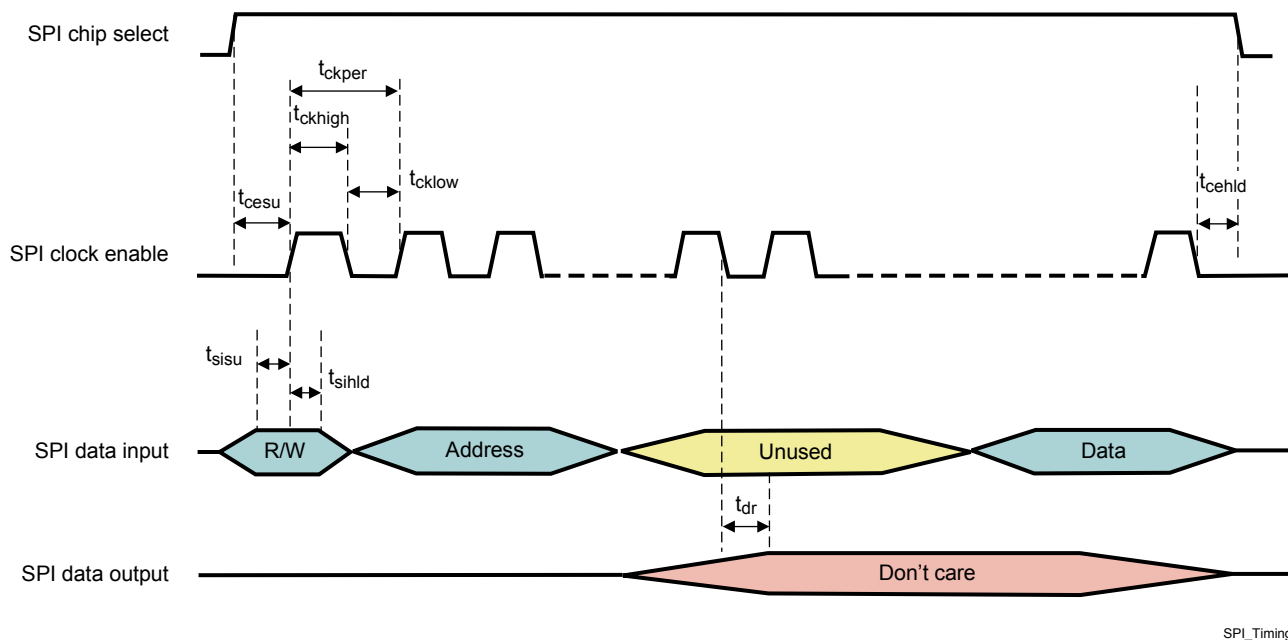 SPI chip select
tckper
tckhigh
tcklow
tcesu
tcehld
SPI clock enable
tsisu
tsihld
SPI data input
R/W
Address
Unused
Data
tdr
SPI data output
Don't care
SPI_Timing